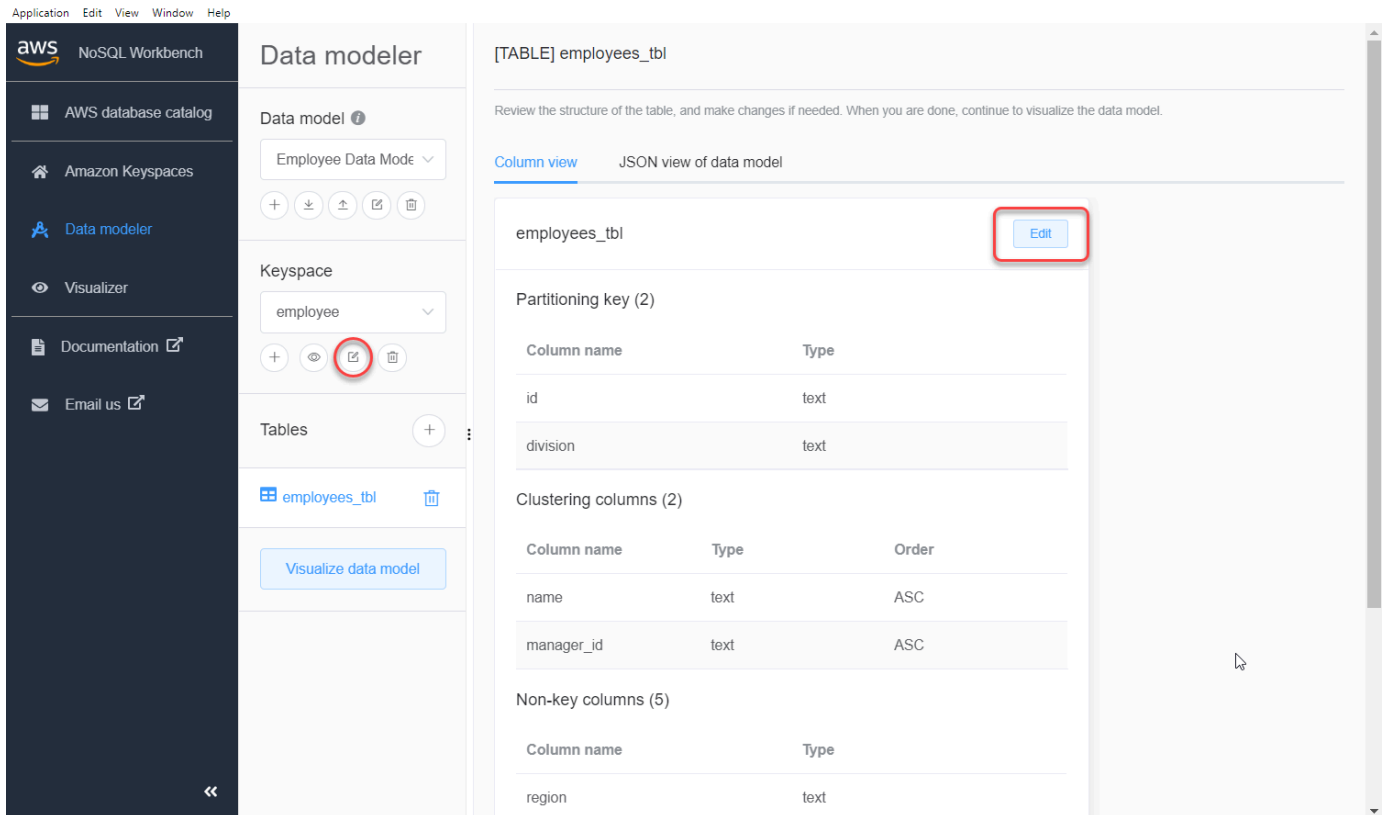 Application Edit View Window Help
aws NoSQL Workbench
AWS database catalog
Amazon Keyspaces
Data modeler
Visualizer
Documentation
Email us
Data modeler
Data model
Employee Data Mode
Keyspace
employee
Tables
employees_tbl
Visualize data model
[TABLE] employees_tbl
Review the structure of the table, and make changes if needed. When you are done, continue to visualize the data model.
Column view JSON view of data model
employees_tbl Edit
Partitioning key (2)
Column name Type
id text
division text
Clustering columns (2)
Column name Type Order
name text ASC
manager_id text ASC
Non-key columns (5)
Column name Type
region text